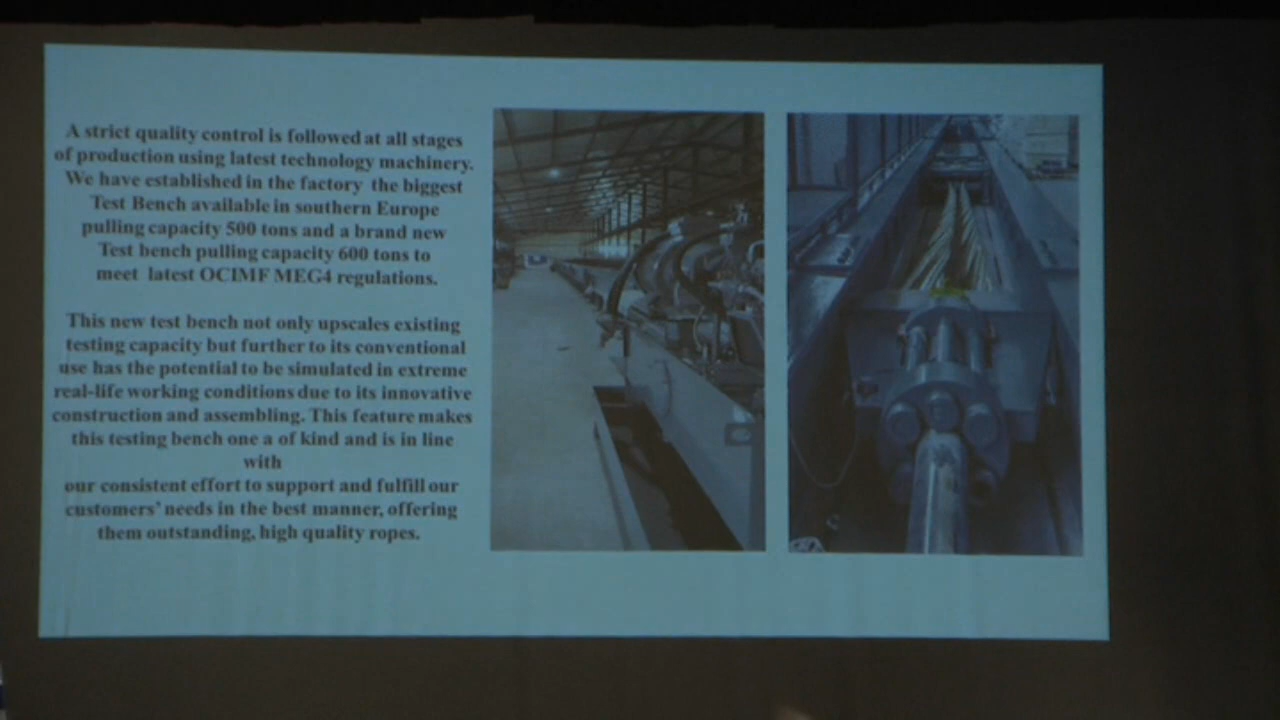 A strict quality control is followed at all stages
of production using latest technology machinery.
We have established in the factory the biggest
Test Bench available in southern Europe
pulling capacity 500 tons and a brand new
Test bench pulling capacity 600 tons to
meet latest OCIMF MEG4 regulations.
This new test bench not only upscales existing
testing capacity but further to its conventional
use has the potential to be simulated in extreme
real-life working conditions due to its innovative
construction and assembling. This feature makes
this testing bench one a of kind and is in line
with
our consistent effort to support and fulfill our
customers' needs in the best manner, offering
them outstanding, high quality ropes.